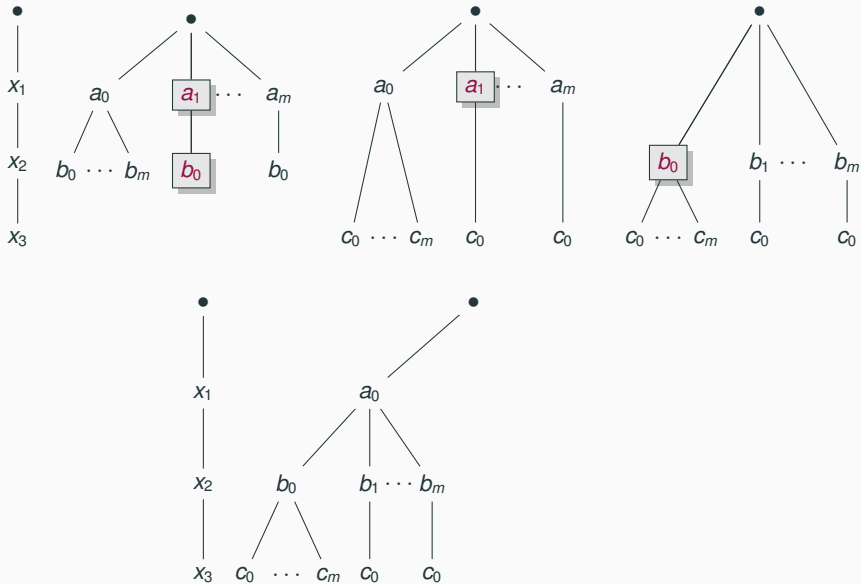 x₁ a₀ a₁ ··· aₘ a₀ a₁ ··· aₘ
x₂ b₀ ··· bₘ b₀ b₀ b₀ b₁ ··· bₘ
x₃ c₀ ··· cₘ c₀ c₀ c₀ ··· cₘ c₀ c₀
x₁ a₀
x₂ b₀ b₁ ··· bₘ
x₃ c₀ ··· cₘ c₀ c₀